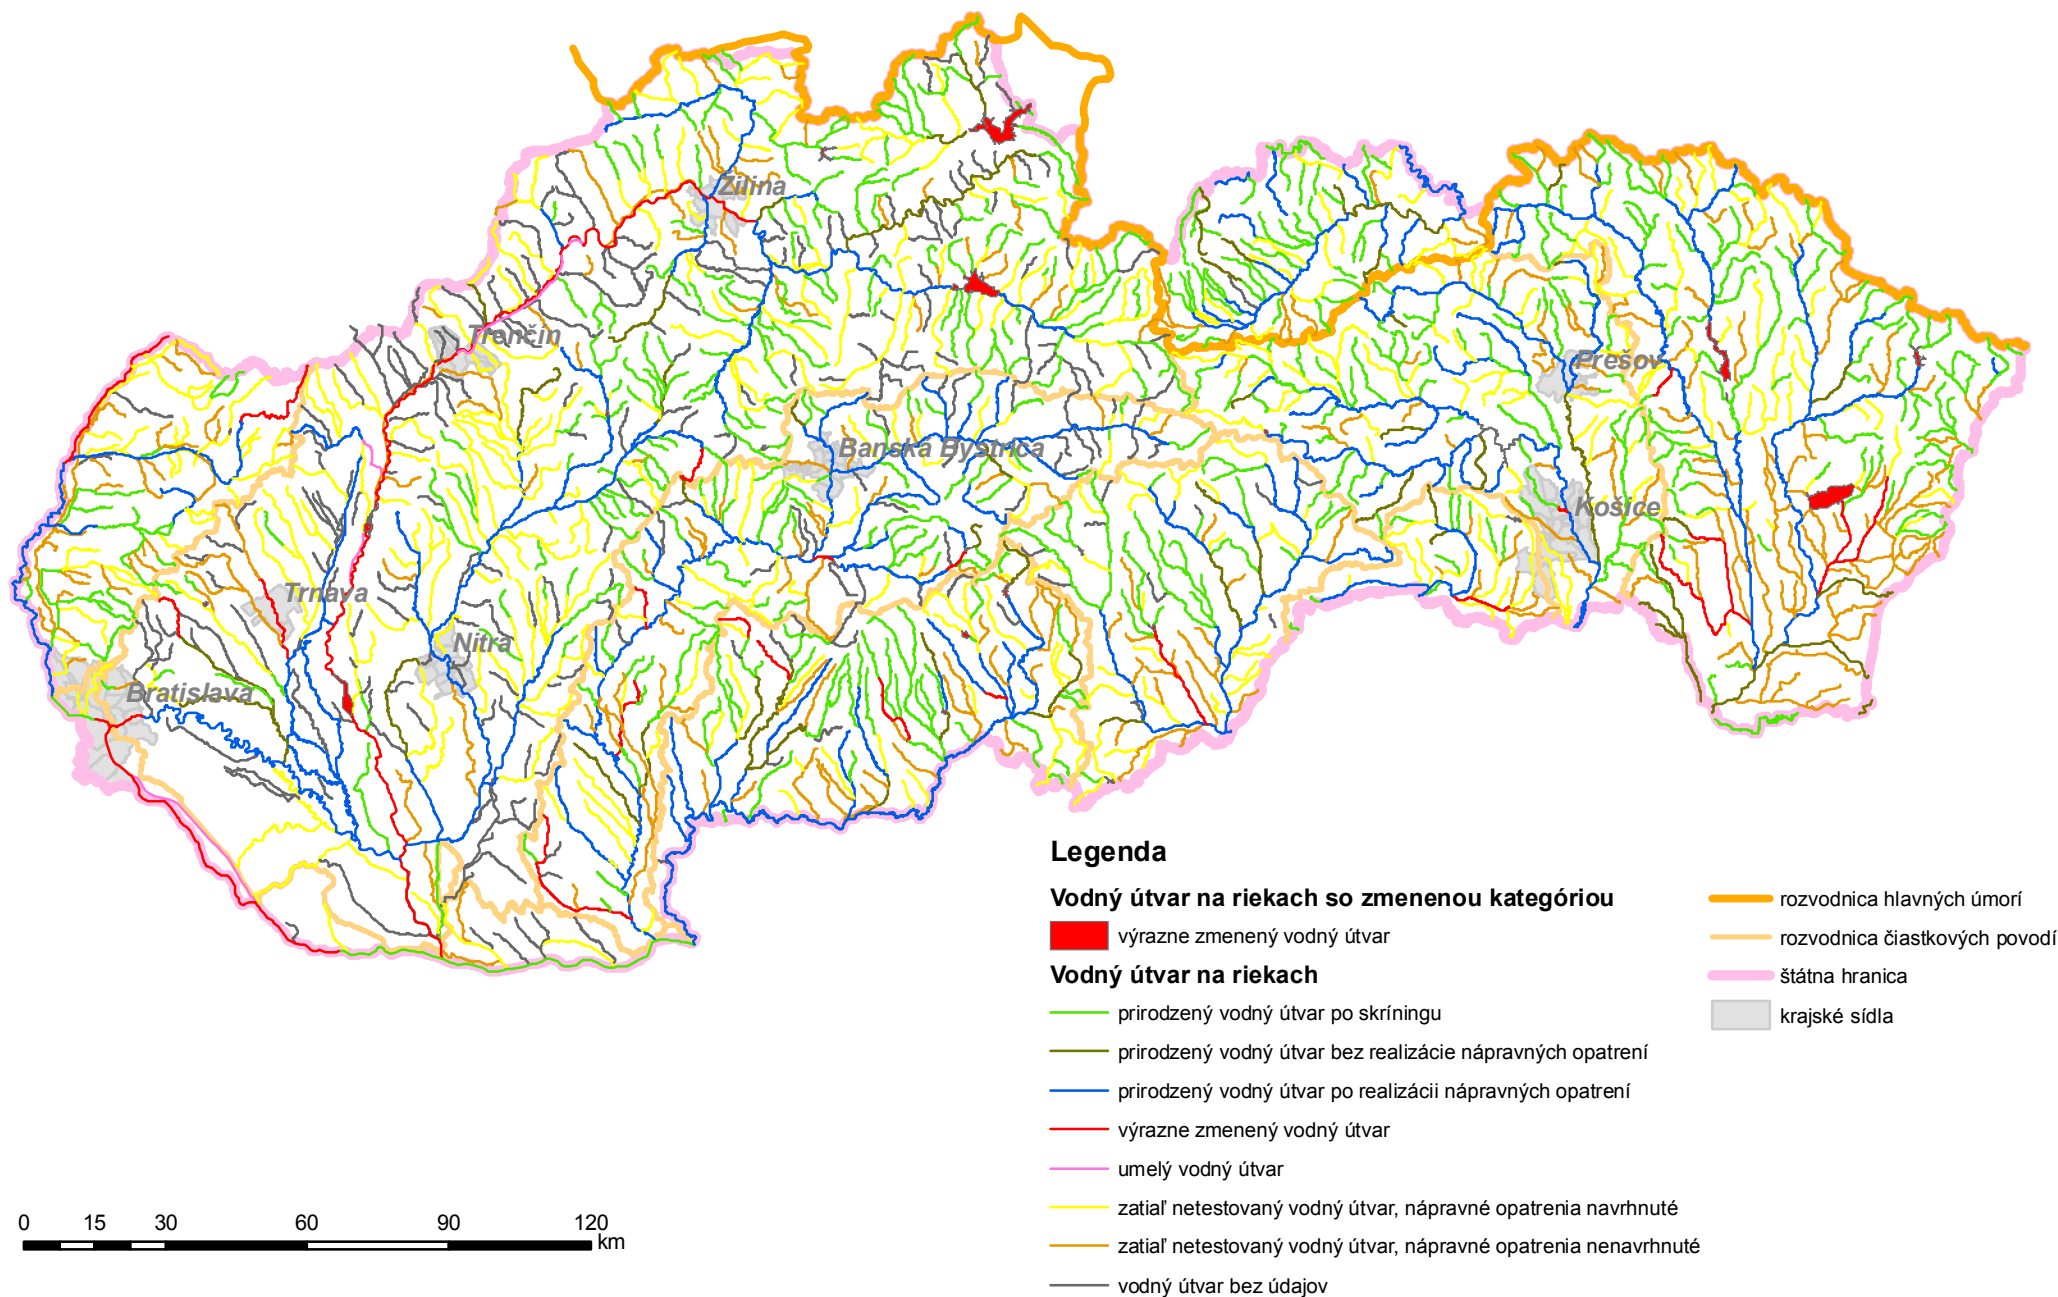 Žilina
Trenčín
Prešov
Banská Bystrica
Košice
Trnava
Nitra
Bratislava
Legenda
Vodný útvar na riekach so zmenenou kategóriou
výrazne zmenený vodný útvar
Vodný útvar na riekach
prirodzený vodný útvar po skríningu
prirodzený vodný útvar bez realizácie nápravných opatrení
prirodzený vodný útvar po realizácii nápravných opatrení
výrazne zmenený vodný útvar
umelý vodný útvar
zatiaľ netestovaný vodný útvar, nápravné opatrenia navrhnuté
zatiaľ netestovaný vodný útvar, nápravné opatrenia nenavrhnuté
vodný útvar bez údajov
rozvodnica hlavných úmorí
rozvodnica čiastkových povodí
štátna hranica
krajské sídla
0 15 30 60 90 120
km